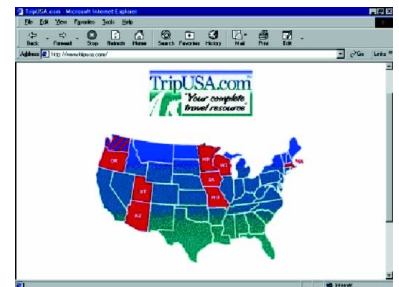 TripUSA.com - Microsoft Internet Explorer
File Edit View Favorites Tools Help
Back Forward Stop Refresh Home Search Favorites History Mail Print Edit
Address http://www.tripusa.com/ Go Links »
TripUSA.com
"Your complete
travel resource"
OR MN WI MA
UT IA
MO
AZ
Internet